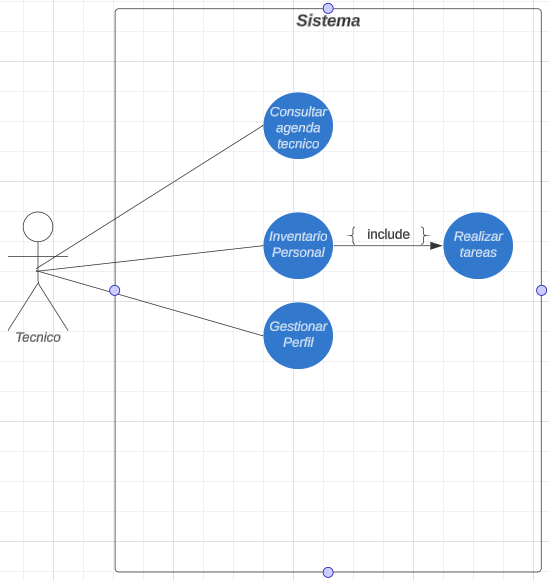 Sistema
Consultar
agenda
tecnico
Inventario
Personal
{ include }
Realizar
tareas
Gestionar
Perfil
Tecnico